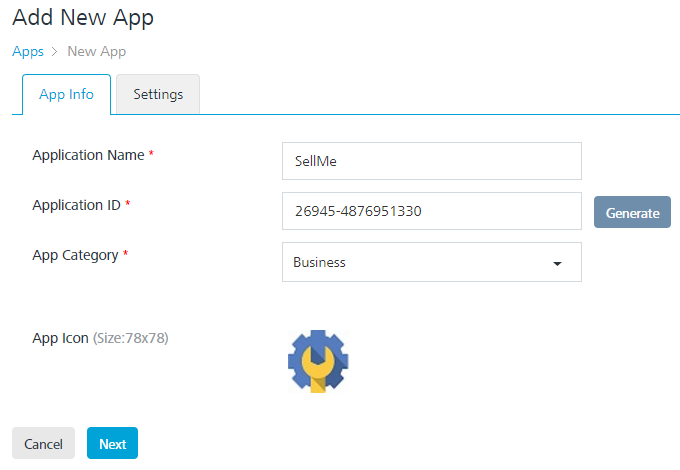 Add New App
Apps > New App
App Info Settings
Application Name * SellMe
Application ID * 26945-4876951330 Generate
App Category * Business
App Icon (Size:78x78)
Cancel Next